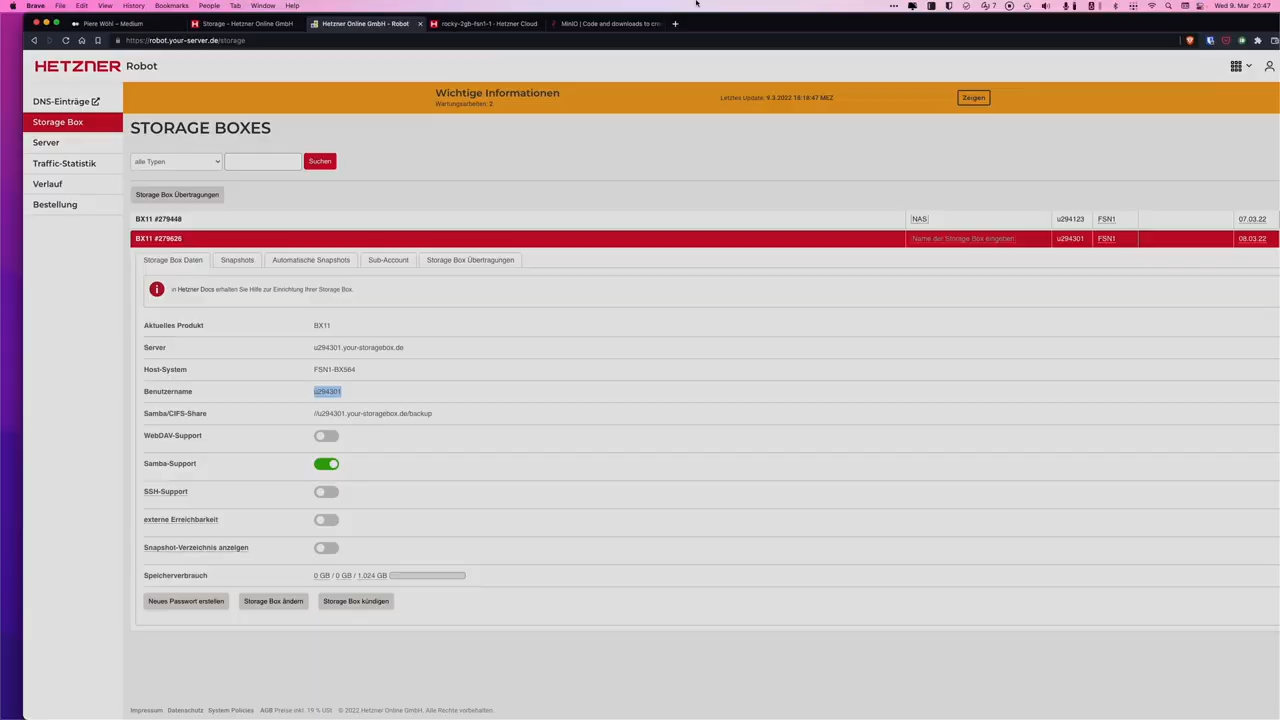 Brave File Edit View History Bookmarks People Tab Window Help
7
Wed 9. Mar 20:47
Piere Wöhl – Medium
Storage - Hetzner Online GmbH
Hetzner Online GmbH - Robot
rocky-2gb-fsn1-1 · Hetzner Cloud
MinIO | Code and downloads to cre
https://robot.your-server.de/storage
HETZNER Robot
Wichtige Informationen
Wartungsarbeiten: 2
Letztes Update: 9.3.2022 18:18:47 MEZ
Zeigen
DNS-Einträge
Storage Box
Server
Traffic-Statistik
Verlauf
Bestellung
STORAGE BOXES
alle Typen
Suchen
Storage Box Übertragungen
BX11 #279448 NAS u294123 FSN1 07.03.22
BX11 #279626 Name der Storage Box eingeben. u294301 FSN1 08.03.22
Storage Box Daten Snapshots Automatische Snapshots Sub-Account Storage Box Übertragungen
In Hetzner Docs erhalten Sie Hilfe zur Einrichtung Ihrer Storage Box.
Aktuelles Produkt BX11
Server u294301.your-storagebox.de
Host-System FSN1-BX564
Benutzername u294301
Samba/CIFS-Share //u294301.your-storagebox.de/backup
WebDAV-Support
Samba-Support
SSH-Support
externe Erreichbarkeit
Snapshot-Verzeichnis anzeigen
Speicherverbrauch 0 GB / 0 GB / 1.024 GB
Neues Passwort erstellen Storage Box ändern Storage Box kündigen
Impressum Datenschutz System Policies AGB Preise inkl. 19 % USt © 2022 Hetzner Online GmbH. Alle Rechte vorbehalten.